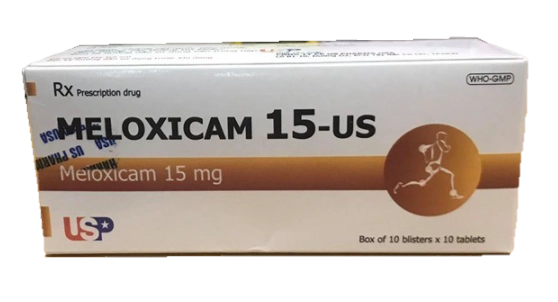 Rx Prescription drug
WHO-GMP
MELOXICAM 15-US
Meloxicam 15 mg
USP
Box of 10 blisters x 10 tablets